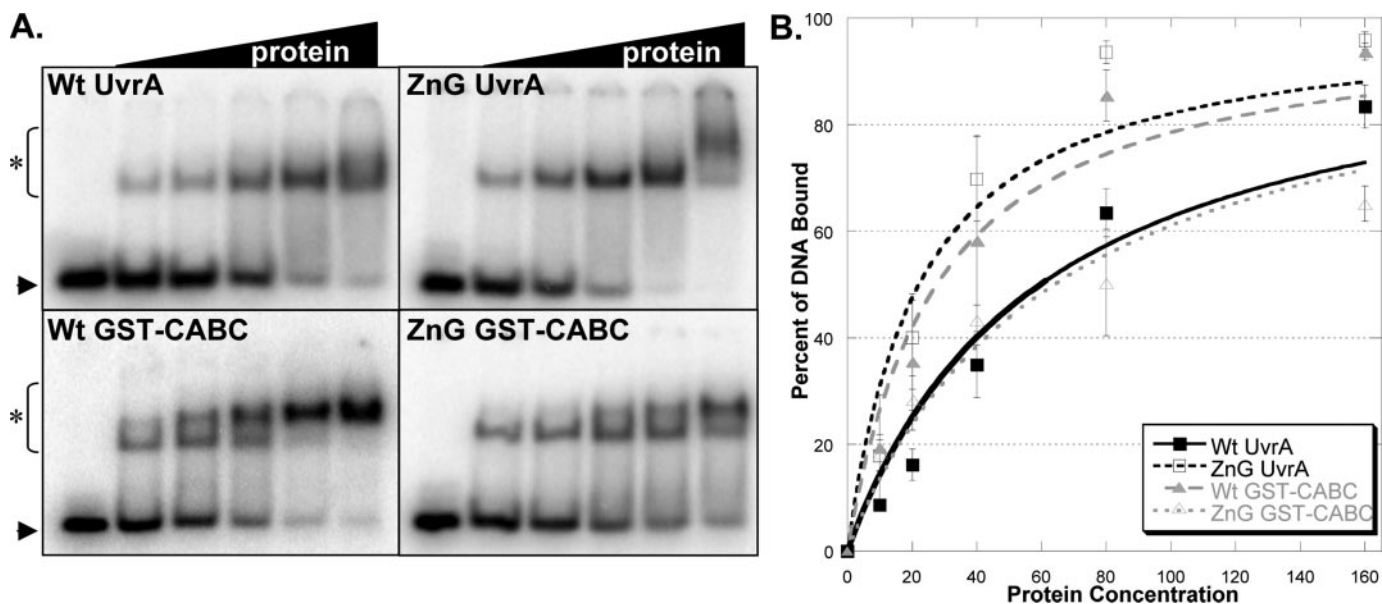 A.
protein
protein
Wt UvrA
ZnG UvrA
*
Wt GST-CABC
ZnG GST-CABC
*
B.
100
80
60
40
20
0
Percent of DNA Bound
0 20 40 60 80 100 120 140 160
Protein Concentration
Wt UvrA
ZnG UvrA
Wt GST-CABC
ZnG GST-CABC